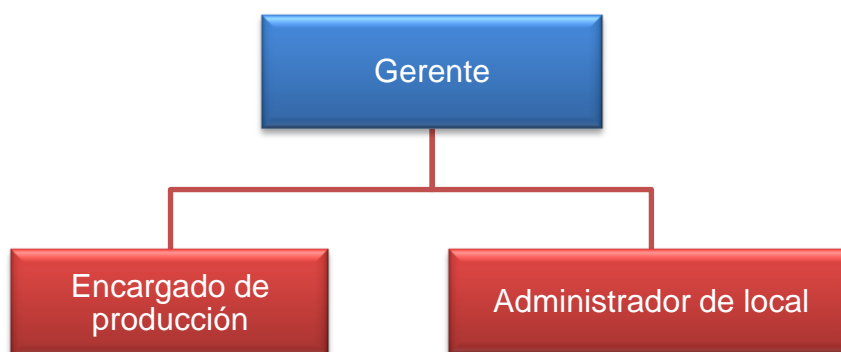 Gerente
Encargado de
producción
Administrador de local